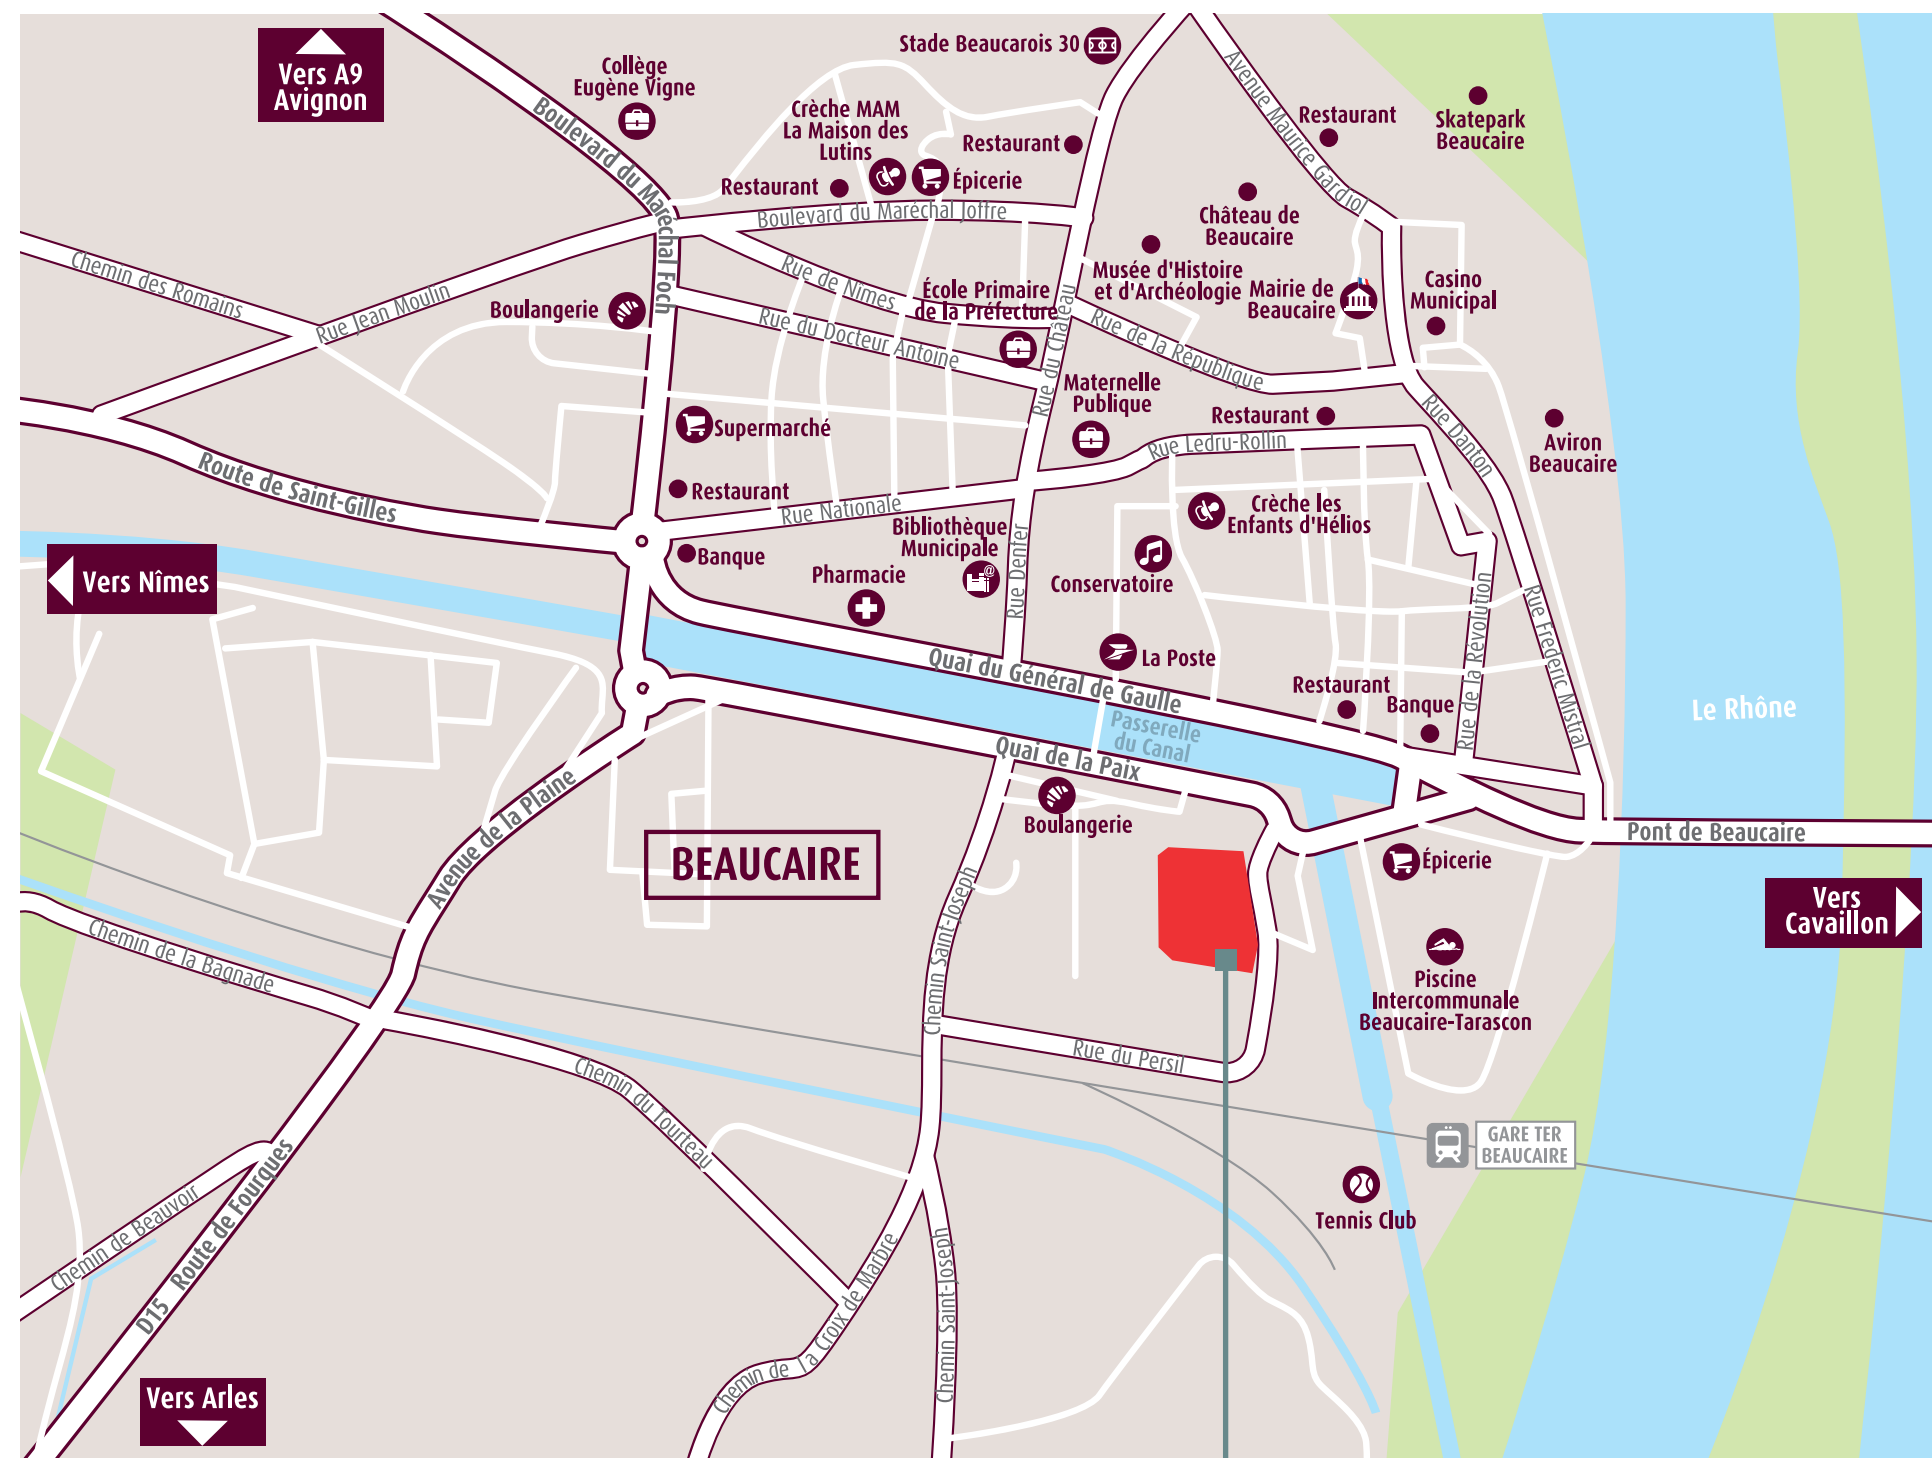 Vers A9
Avignon
Collège
Eugène Vigne
Stade Beaucarois 30
Boulevard du Maréchal Foch
Crèche MAM
La Maison des
Lutins
Restaurant
Épicerie
Restaurant
Boulevard du Maréchal Joffre
Avenue Maurice Gardiol
Restaurant
Skatepark
Beaucaire
Château de
Beaucaire
Musée d'Histoire
et d'Archéologie
Mairie de
Beaucaire
Casino
Municipal
Chemin des Romains
Rue Jean Moulin
Boulangerie
Rue de Nîmes
École Primaire
de la Préfecture
Rue du Docteur Antoine
Rue du Château
Rue de la République
Maternelle
Publique
Restaurant
Rue Ledru-Rollin
Rue Danton
Aviron
Beaucaire
Supermarché
Route de Saint-Gilles
Restaurant
Rue Nationale
Banque
Bibliothèque
Municipale
@
Pharmacie
Rue Denfer
Crèche les
Enfants d'Hélios
Conservatoire
La Poste
Vers Nîmes
Quai du Général de Gaulle
Passerelle
du Canal
Quai de la Paix
Restaurant
Banque
Rue de la Révolution
Rue Frederic Mistral
Le Rhône
Boulangerie
Pont de Beaucaire
Épicerie
Vers
Cavaillon
Avenue de la Plaine
BEAUCAIRE
Chemin Saint-Joseph
Chemin de la Bagnade
Piscine
Intercommunale
Beaucaire-Tarascon
Rue du Persil
Chemin du Tourteau
GARE TER
BEAUCAIRE
Tennis Club
Chemin de Beauvoir
D15 Route de Fourques
Chemin de La Croix de Marbre
Chemin Saint-Joseph
Vers Arles